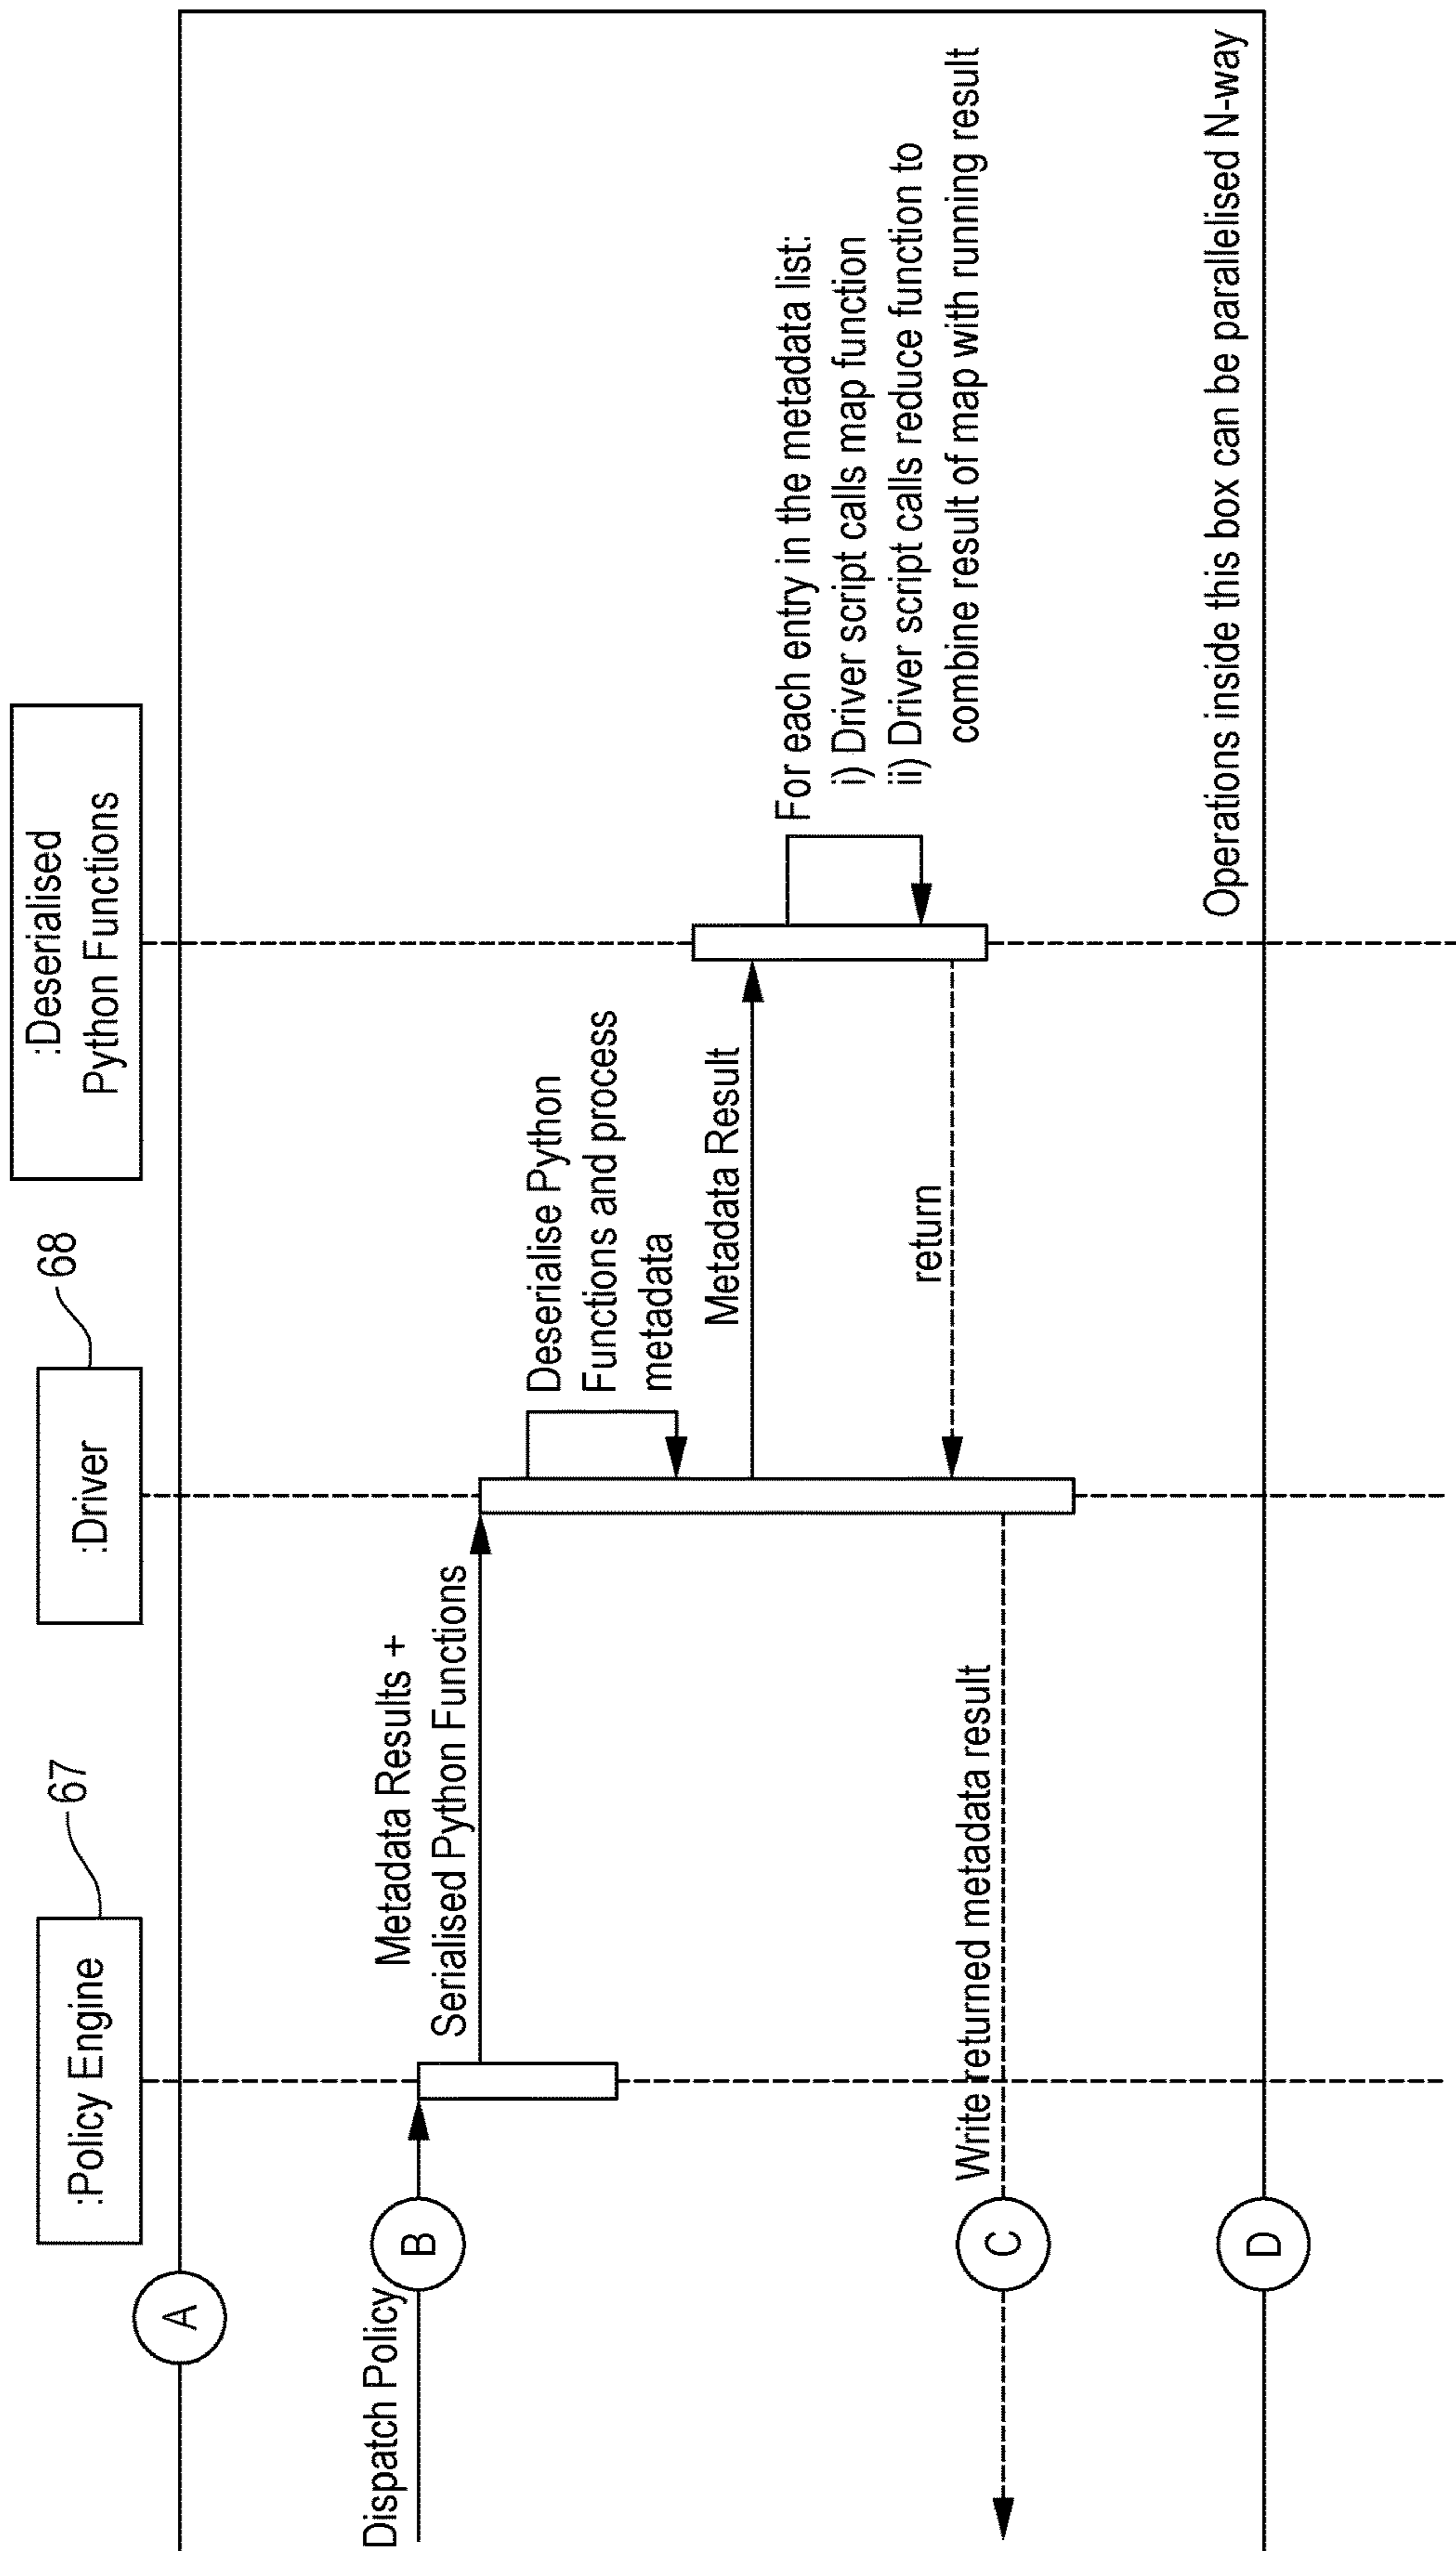 :Policy Engine
67
:Driver
68
:Deserialised
Python Functions
A
Dispatch Policy
B
Metadata Results +
Serialised Python Functions
Deserialise Python
Functions and process
metadata
Metadata Result
For each entry in the metadata list:
i) Driver script calls map function
ii) Driver script calls reduce function to
combine result of map with running result
return
C
Write returned metadata result
D
Operations inside this box can be parallelised N-way